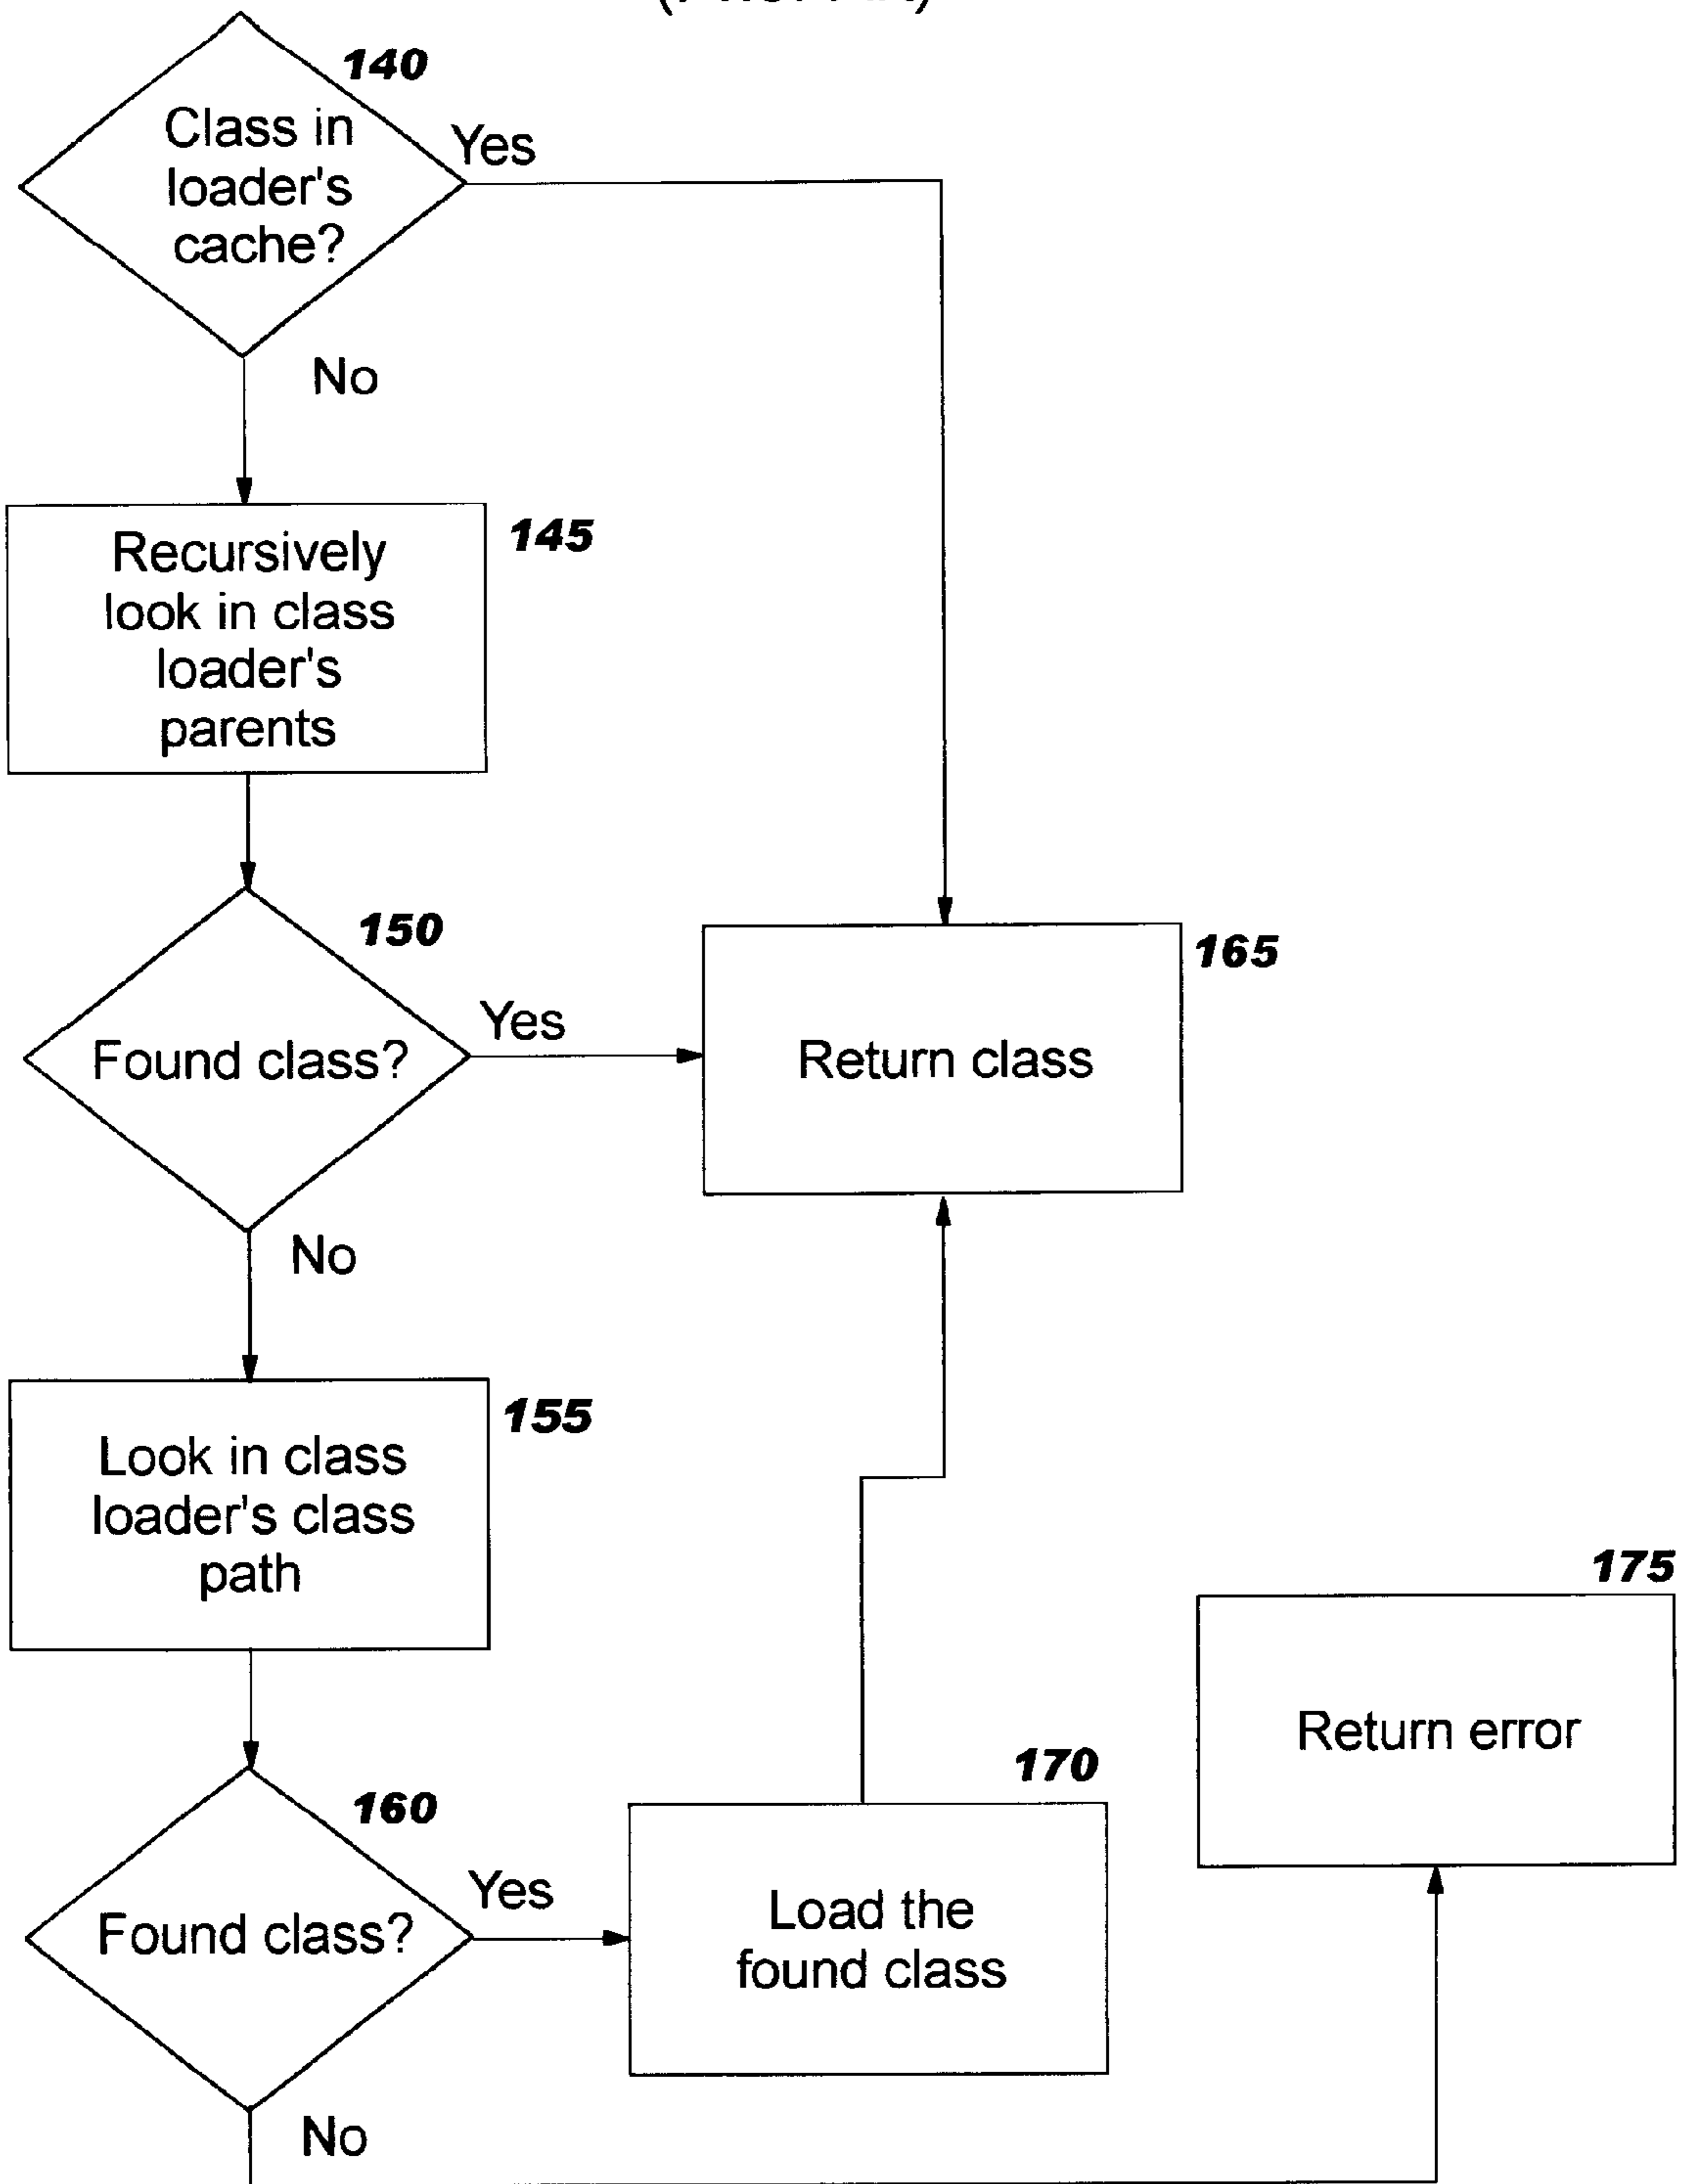 140
Class in
loader's
cache?
Yes
No
145
Recursively
look in class
loader's
parents
150
Found class?
Yes
No
165
Return class
155
Look in class
loader's class
path
160
Found class?
Yes
No
170
Load the
found class
175
Return error